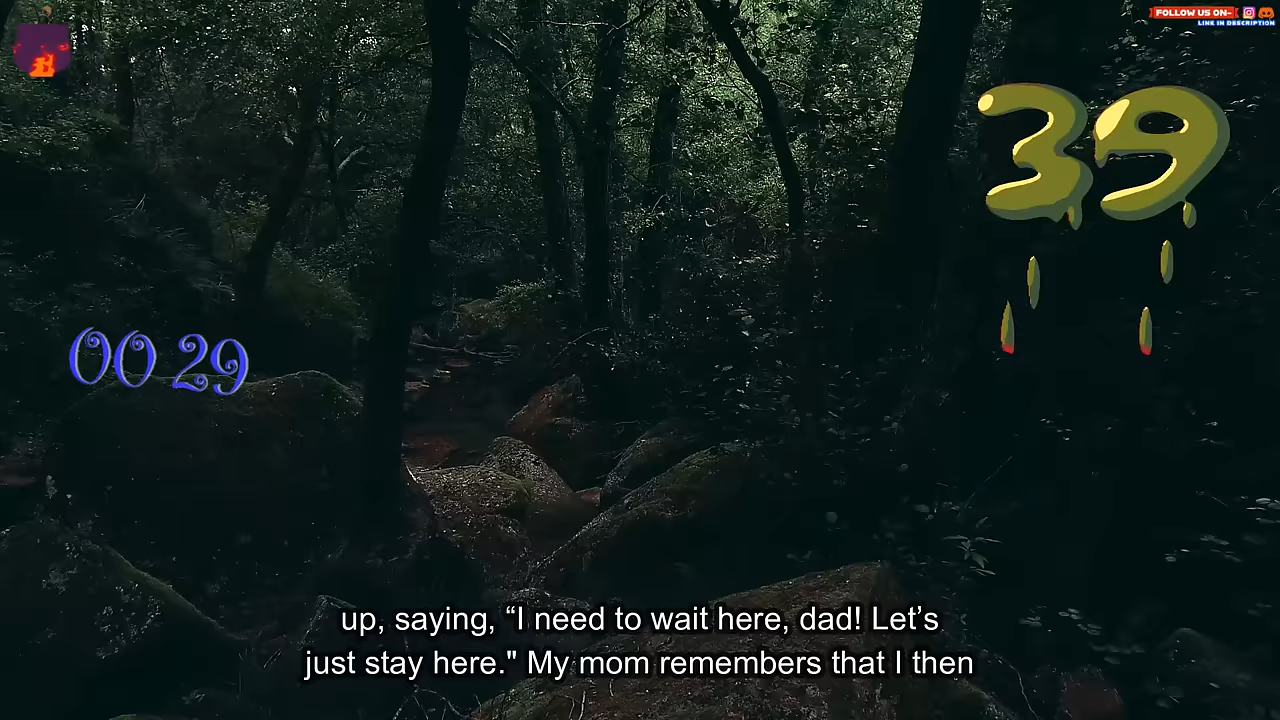 FOLLOW US ON-
LINK IN DESCRIPTION
39
00 29
up, saying, “I need to wait here, dad! Let’s
just stay here." My mom remembers that I then